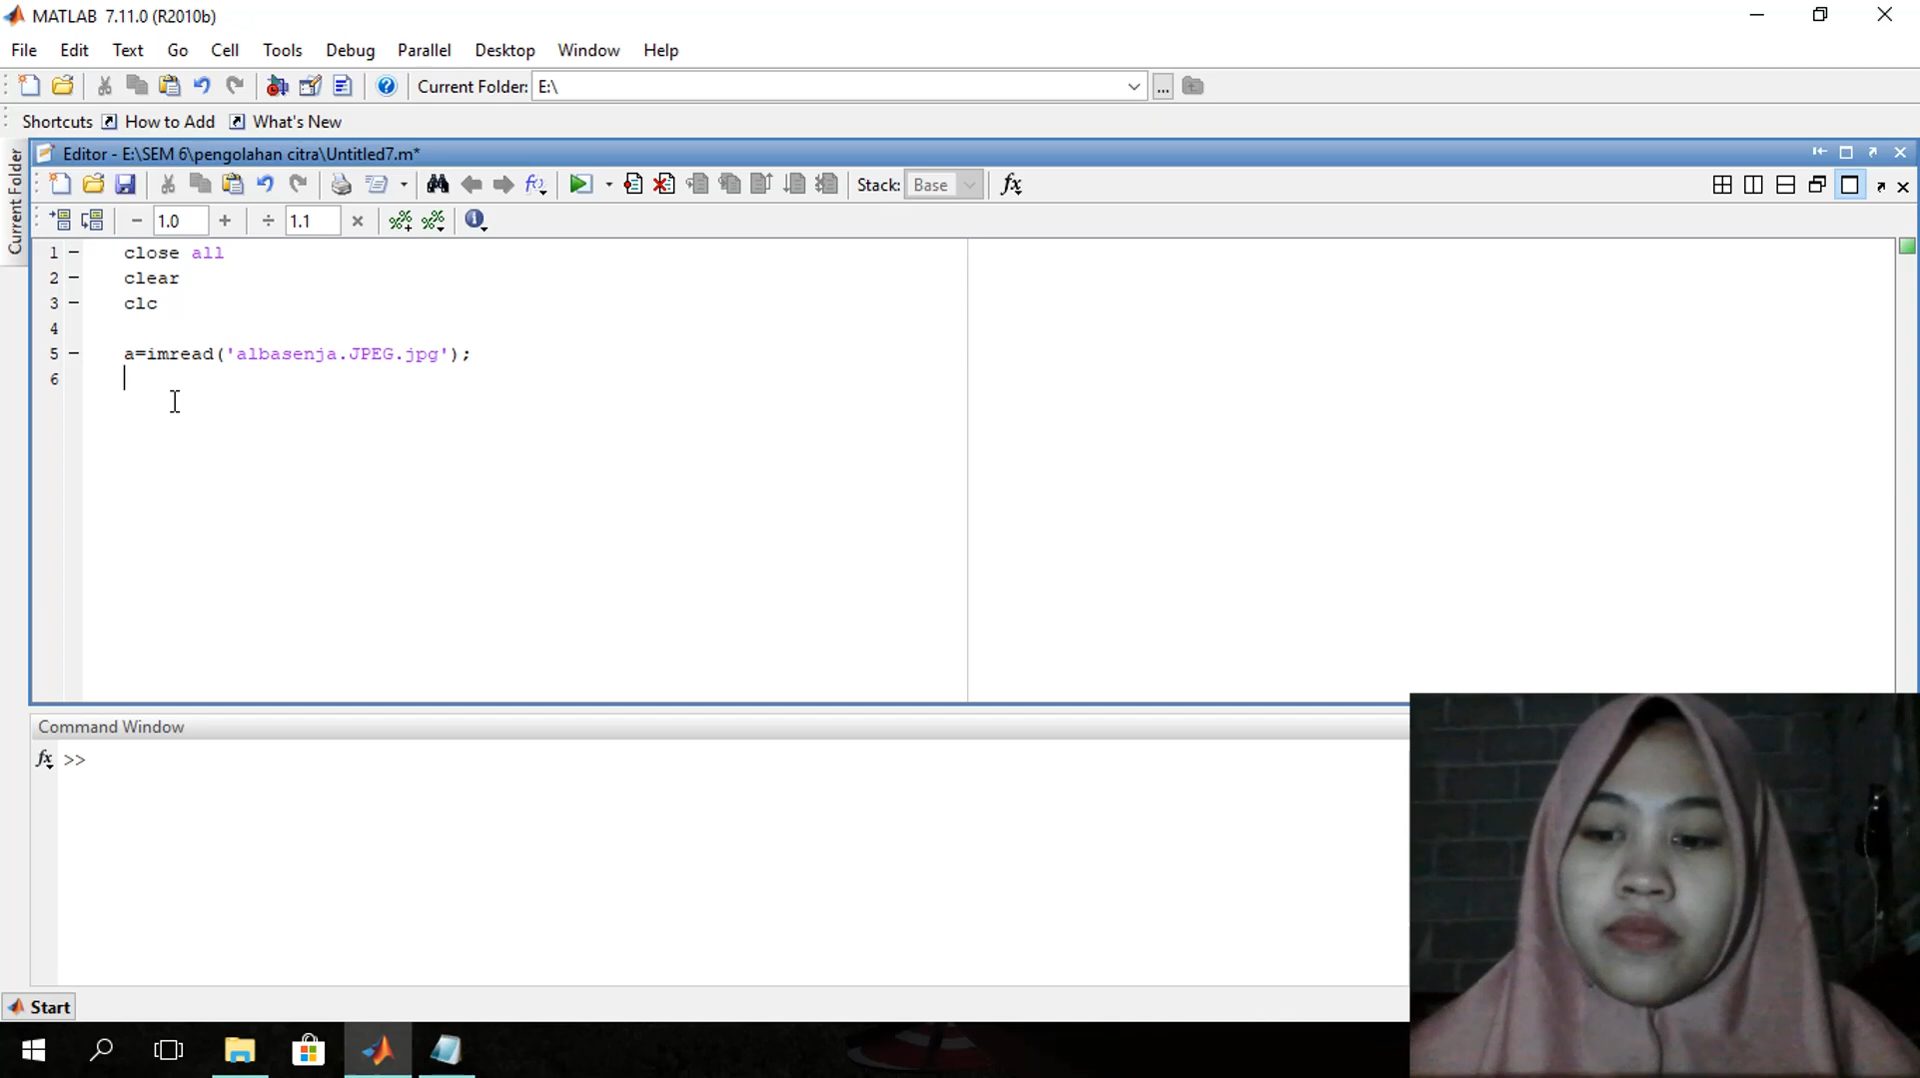 MATLAB 7.11.0 (R2010b)
File Edit Text Go Cell Tools Debug Parallel Desktop Window Help
Current Folder: E:\ ...
Shortcuts How to Add What's New
Current Folder
Editor - E:\SEM 6\pengolahan citra\Untitled7.m*
Stack: Base fx
- 1.0 + ÷ 1.1 ×
1 - close all
2 - clear
3 - clc
4
5 - a=imread('albasenja.JPEG.jpg');
6
Command Window
fx >>
Start